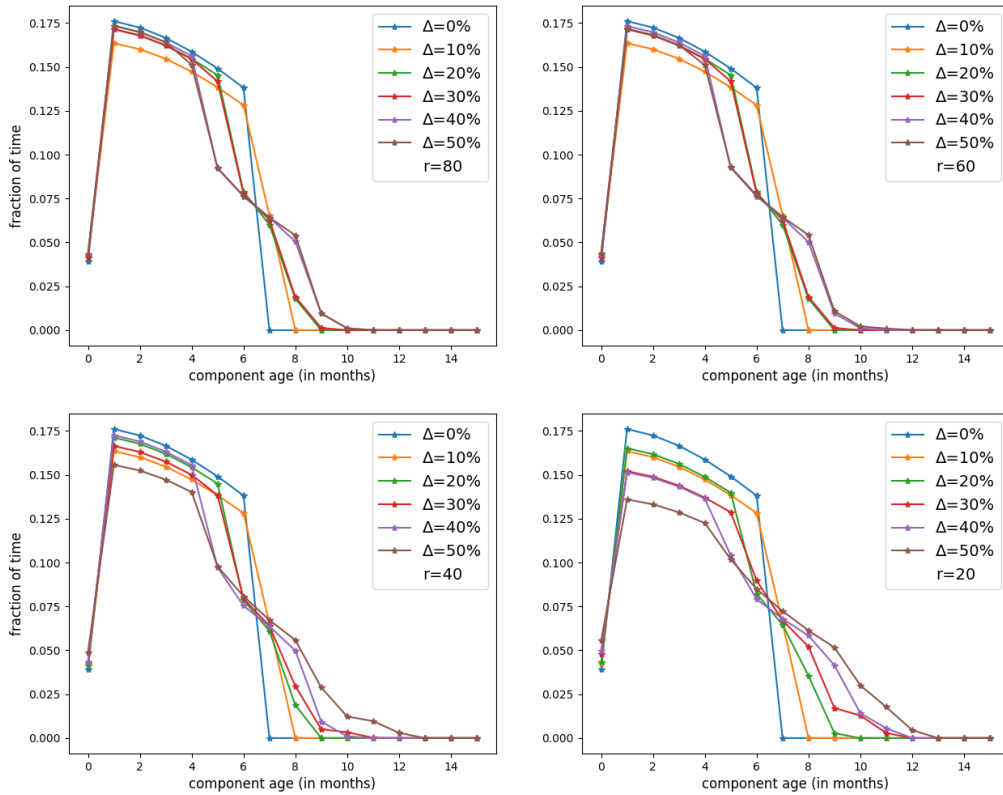 0.175
0.150
0.125
0.100
0.075
0.050
0.025
0.000
fraction of time
0 2 4 6 8 10 12 14
component age (in months)
Δ=0%
Δ=10%
Δ=20%
Δ=30%
Δ=40%
Δ=50%
r=80
0.175
0.150
0.125
0.100
0.075
0.050
0.025
0.000
0 2 4 6 8 10 12 14
component age (in months)
Δ=0%
Δ=10%
Δ=20%
Δ=30%
Δ=40%
Δ=50%
r=60
0.175
0.150
0.125
0.100
0.075
0.050
0.025
0.000
fraction of time
0 2 4 6 8 10 12 14
component age (in months)
Δ=0%
Δ=10%
Δ=20%
Δ=30%
Δ=40%
Δ=50%
r=40
0.175
0.150
0.125
0.100
0.075
0.050
0.025
0.000
0 2 4 6 8 10 12 14
component age (in months)
Δ=0%
Δ=10%
Δ=20%
Δ=30%
Δ=40%
Δ=50%
r=20